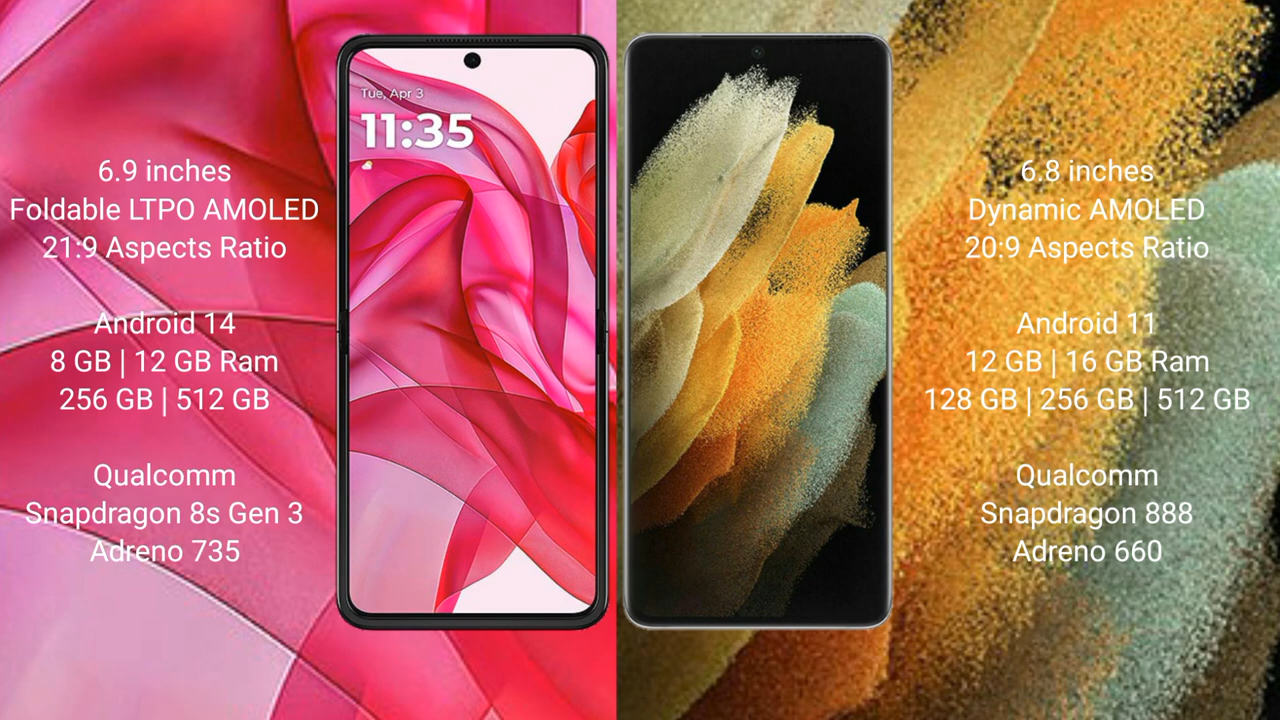 6.9 inches
Foldable LTPO AMOLED
21:9 Aspects Ratio
Android 14
8 GB | 12 GB Ram
256 GB | 512 GB
Qualcomm
Snapdragon 8s Gen 3
Adreno 735
Tue, Apr 3
11:35
6.8 inches
Dynamic AMOLED
20:9 Aspects Ratio
Android 11
12 GB | 16 GB Ram
128 GB | 256 GB | 512 GB
Qualcomm
Snapdragon 888
Adreno 660